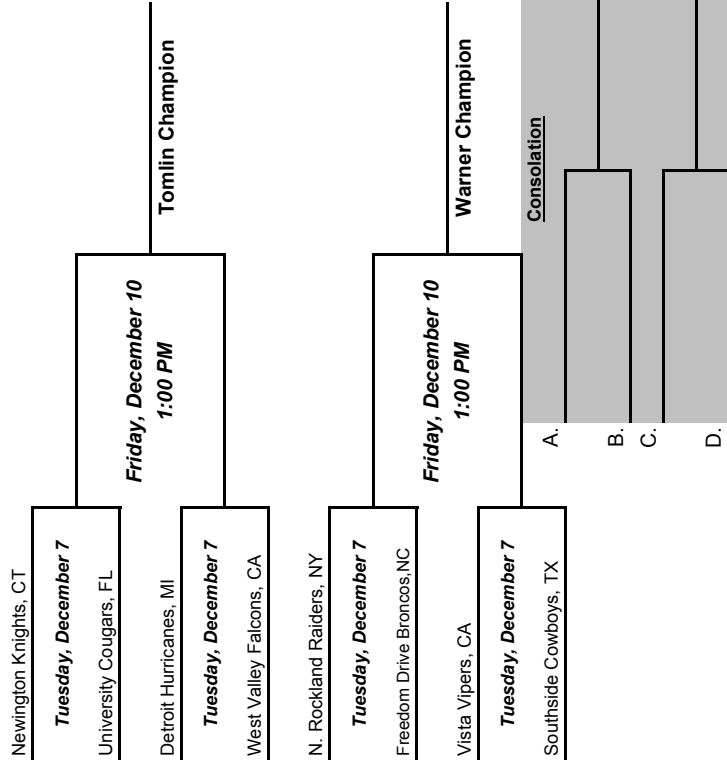 Newington Knights, CT
Tuesday, December 7
University Cougars, FL
Detroit Hurricanes, MI
Tuesday, December 7
West Valley Falcons, CA
N. Rockland Raiders, NY
Tuesday, December 7
Freedom Drive Broncos,NC
Vista Vipers, CA
Tuesday, December 7
Southside Cowboys, TX
Friday, December 10
1:00 PM
Friday, December 10
1:00 PM
Tomlin Champion
Warner Champion
Consolation
A.
B.
C.
D.